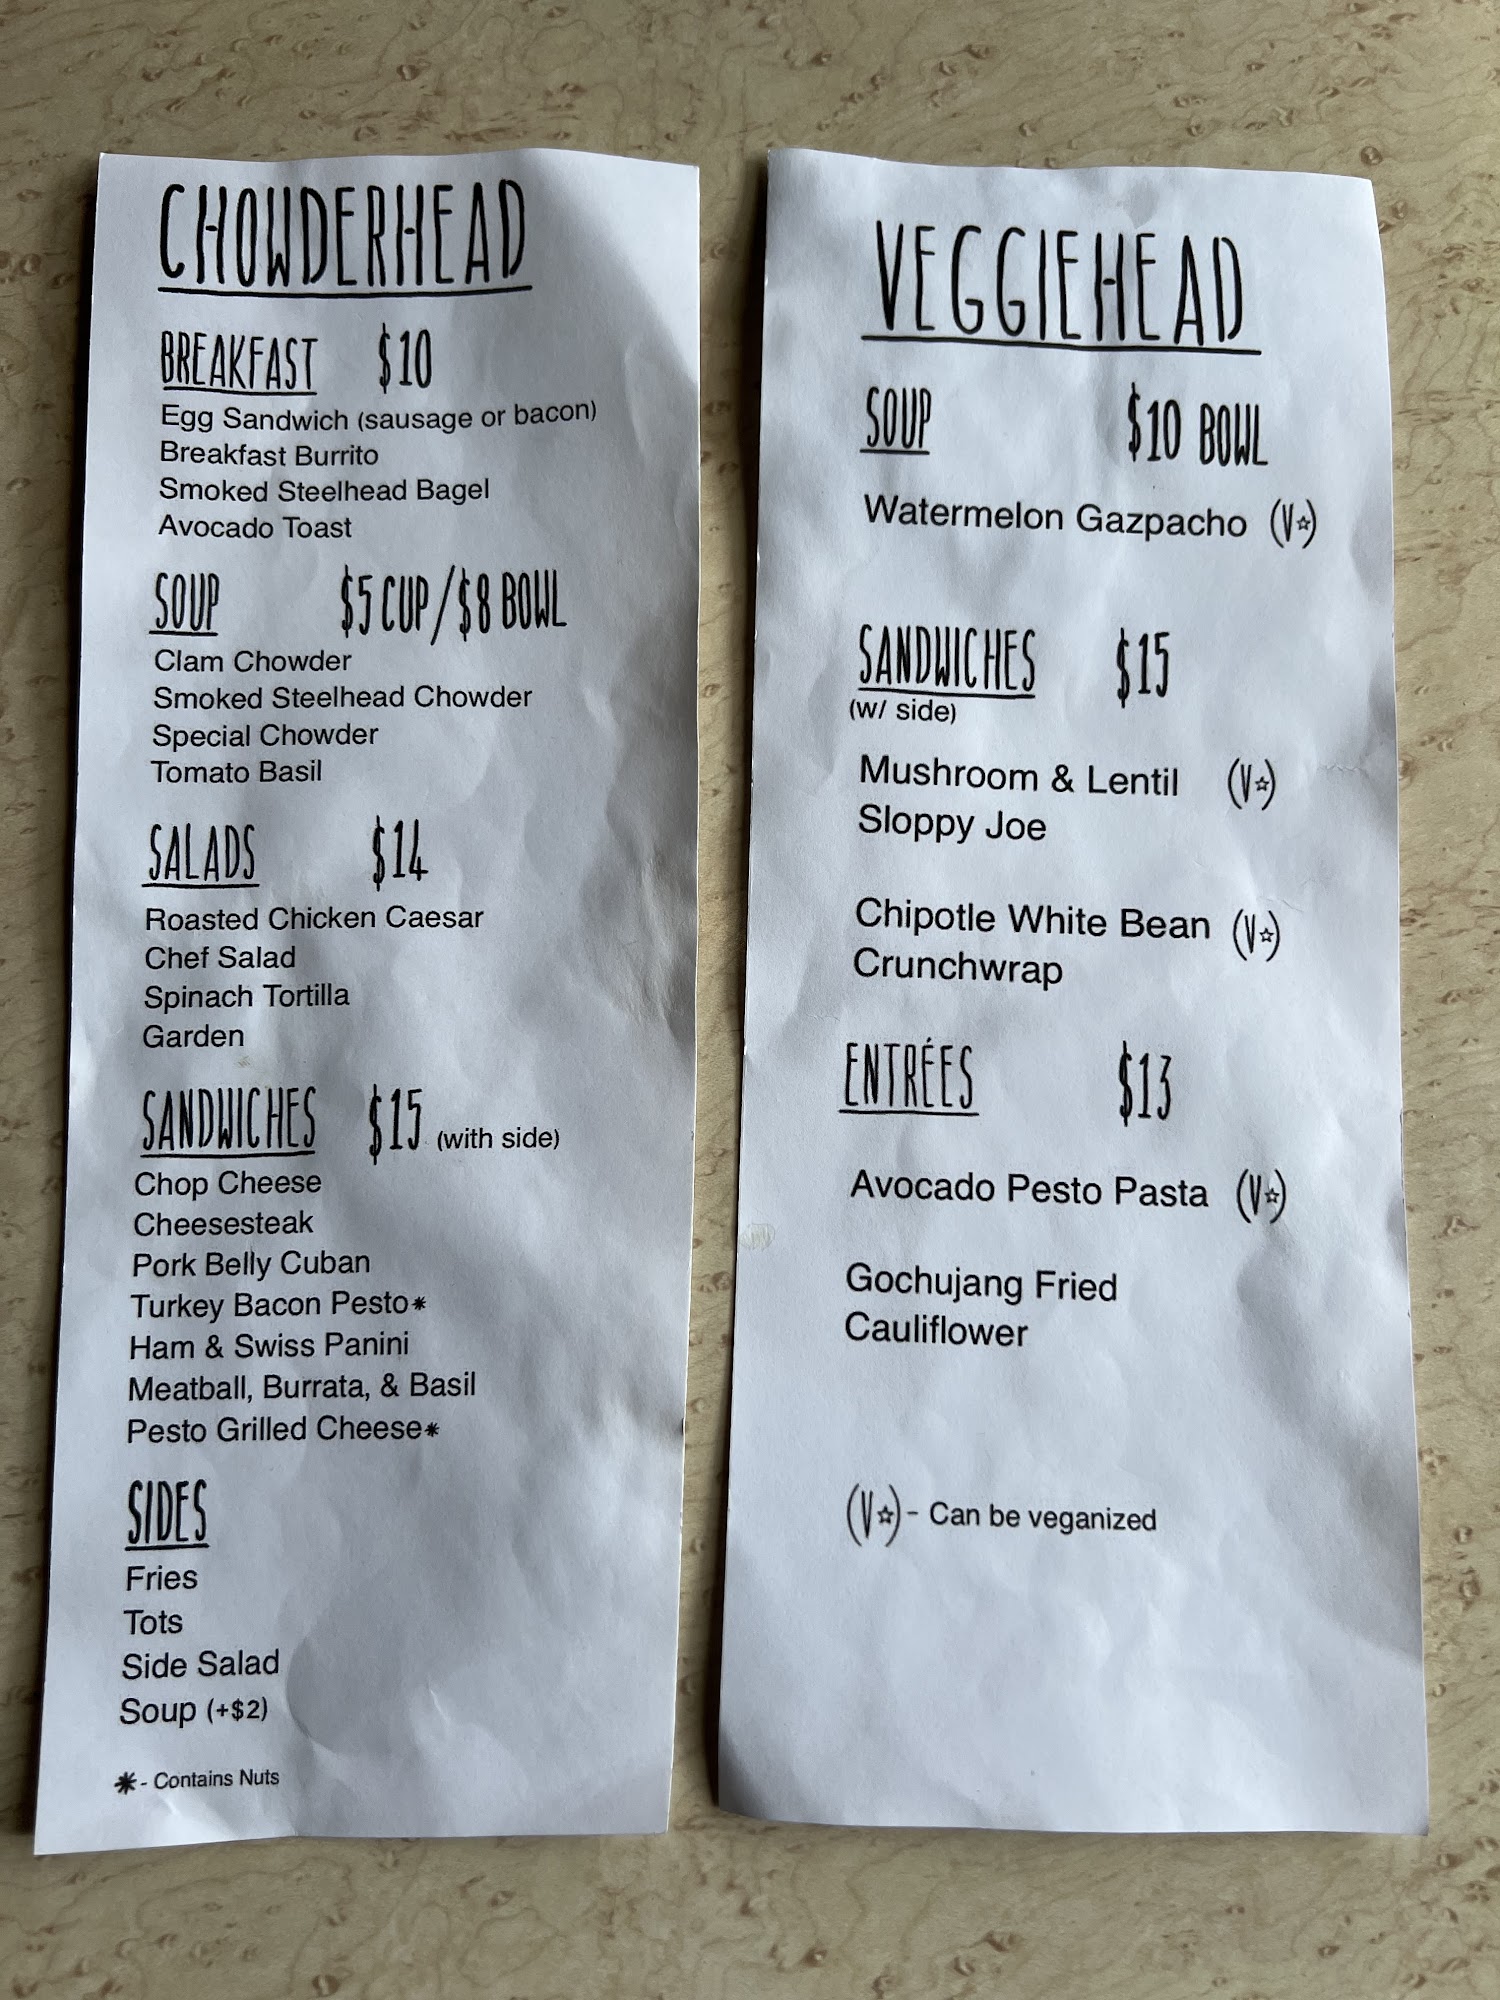 CHOWDERHEAD
BREAKFAST $10
Egg Sandwich (sausage or bacon)
Breakfast Burrito
Smoked Steelhead Bagel
Avocado Toast
SOUP $5 CUP/$8 BOWL
Clam Chowder
Smoked Steelhead Chowder
Special Chowder
Tomato Basil
SALADS $14
Roasted Chicken Caesar
Chef Salad
Spinach Tortilla
Garden
SANDWICHES $15 (with side)
Chop Cheese
Cheesesteak
Pork Belly Cuban
Turkey Bacon Pesto*
Ham & Swiss Panini
Meatball, Burrata, & Basil
Pesto Grilled Cheese*
SIDES
Fries
Tots
Side Salad
Soup (+$2)
* - Contains Nuts
VEGGIEHEAD
SOUP $10 BOWL
Watermelon Gazpacho (V☆)
SANDWICHES $15
(w/ side)
Mushroom & Lentil (V☆)
Sloppy Joe
Chipotle White Bean (V☆)
Crunchwrap
ENTRÉES $13
Avocado Pesto Pasta (V☆)
Gochujang Fried
Cauliflower
(V☆) - Can be veganized